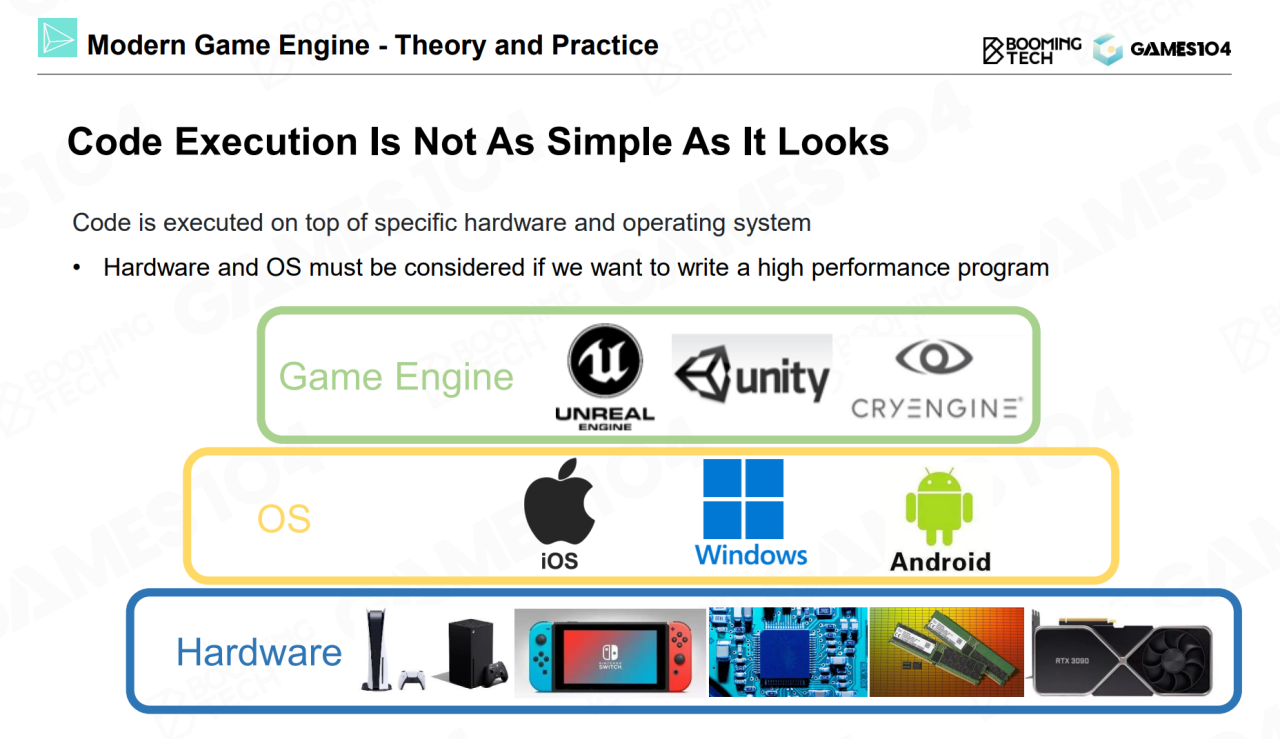 Modern Game Engine - Theory and Practice
BOOMING
TECH
GAMES104
Code Execution Is Not As Simple As It Looks
Code is executed on top of specific hardware and operating system
• Hardware and OS must be considered if we want to write a high performance program
Game Engine
UNREAL
ENGINE
unity
CRYENGINE®
OS
iOS
Windows
Android
Hardware
NINTENDO
SWITCH
RTX 3090